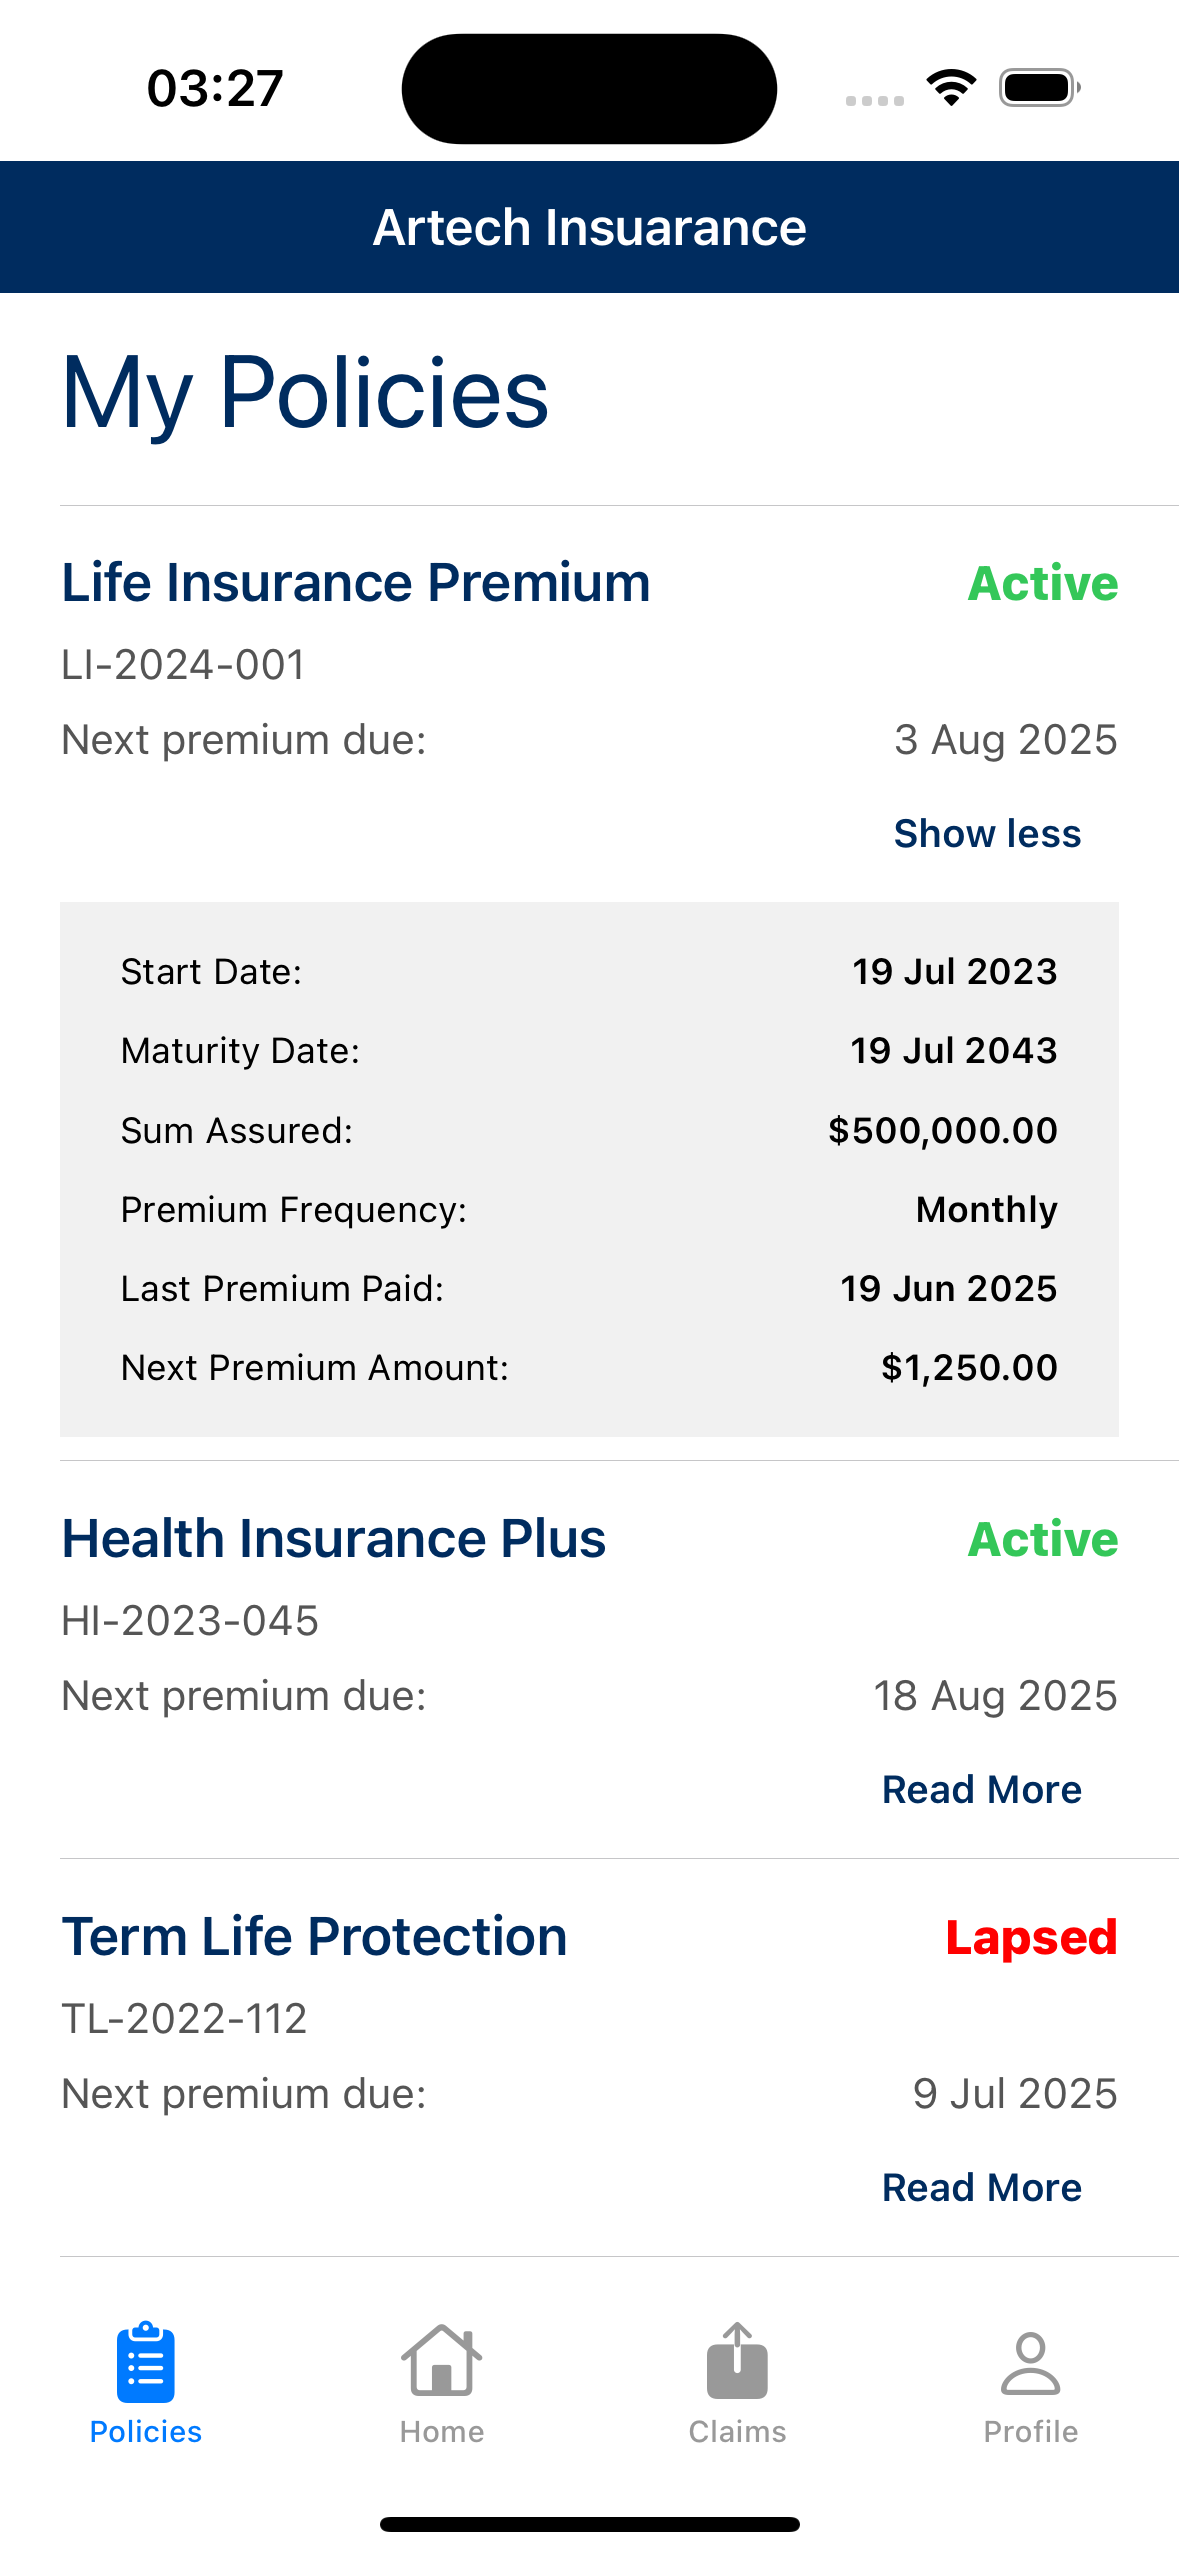 03:27
Artech Insuarance
My Policies
Life Insurance Premium Active
LI-2024-001
Next premium due: 3 Aug 2025
Show less
Start Date: 19 Jul 2023
Maturity Date: 19 Jul 2043
Sum Assured: $500,000.00
Premium Frequency: Monthly
Last Premium Paid: 19 Jun 2025
Next Premium Amount: $1,250.00
Health Insurance Plus Active
HI-2023-045
Next premium due: 18 Aug 2025
Read More
Term Life Protection Lapsed
TL-2022-112
Next premium due: 9 Jul 2025
Read More
Policies Home Claims Profile